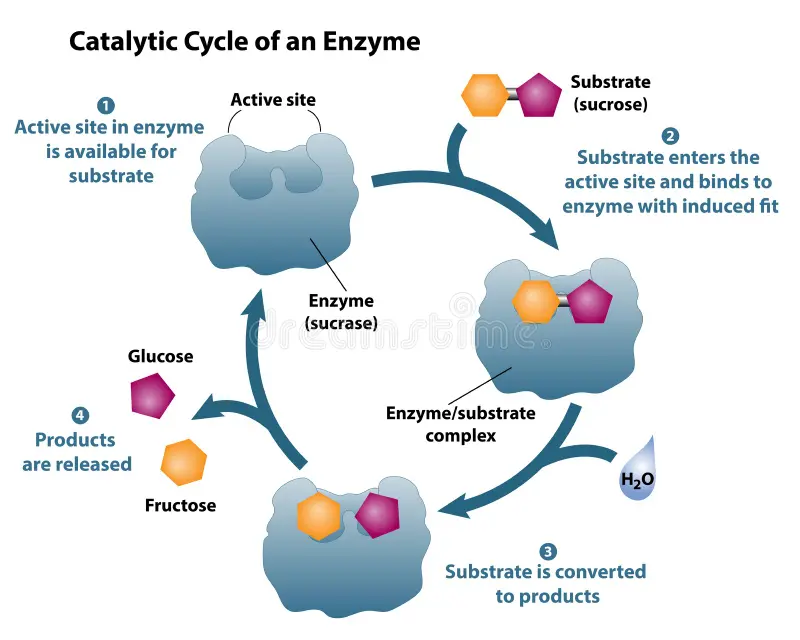 Catalytic Cycle of an Enzyme
1
Active site in enzyme
is available for
substrate
Active site
Substrate
(sucrose)
2
Substrate enters the
active site and binds to
enzyme with induced fit
Enzyme
(sucrase)
dreamstime
Enzyme/substrate
complex
H₂O
3
Substrate is converted
to products
Glucose
4
Products
are released
Fructose